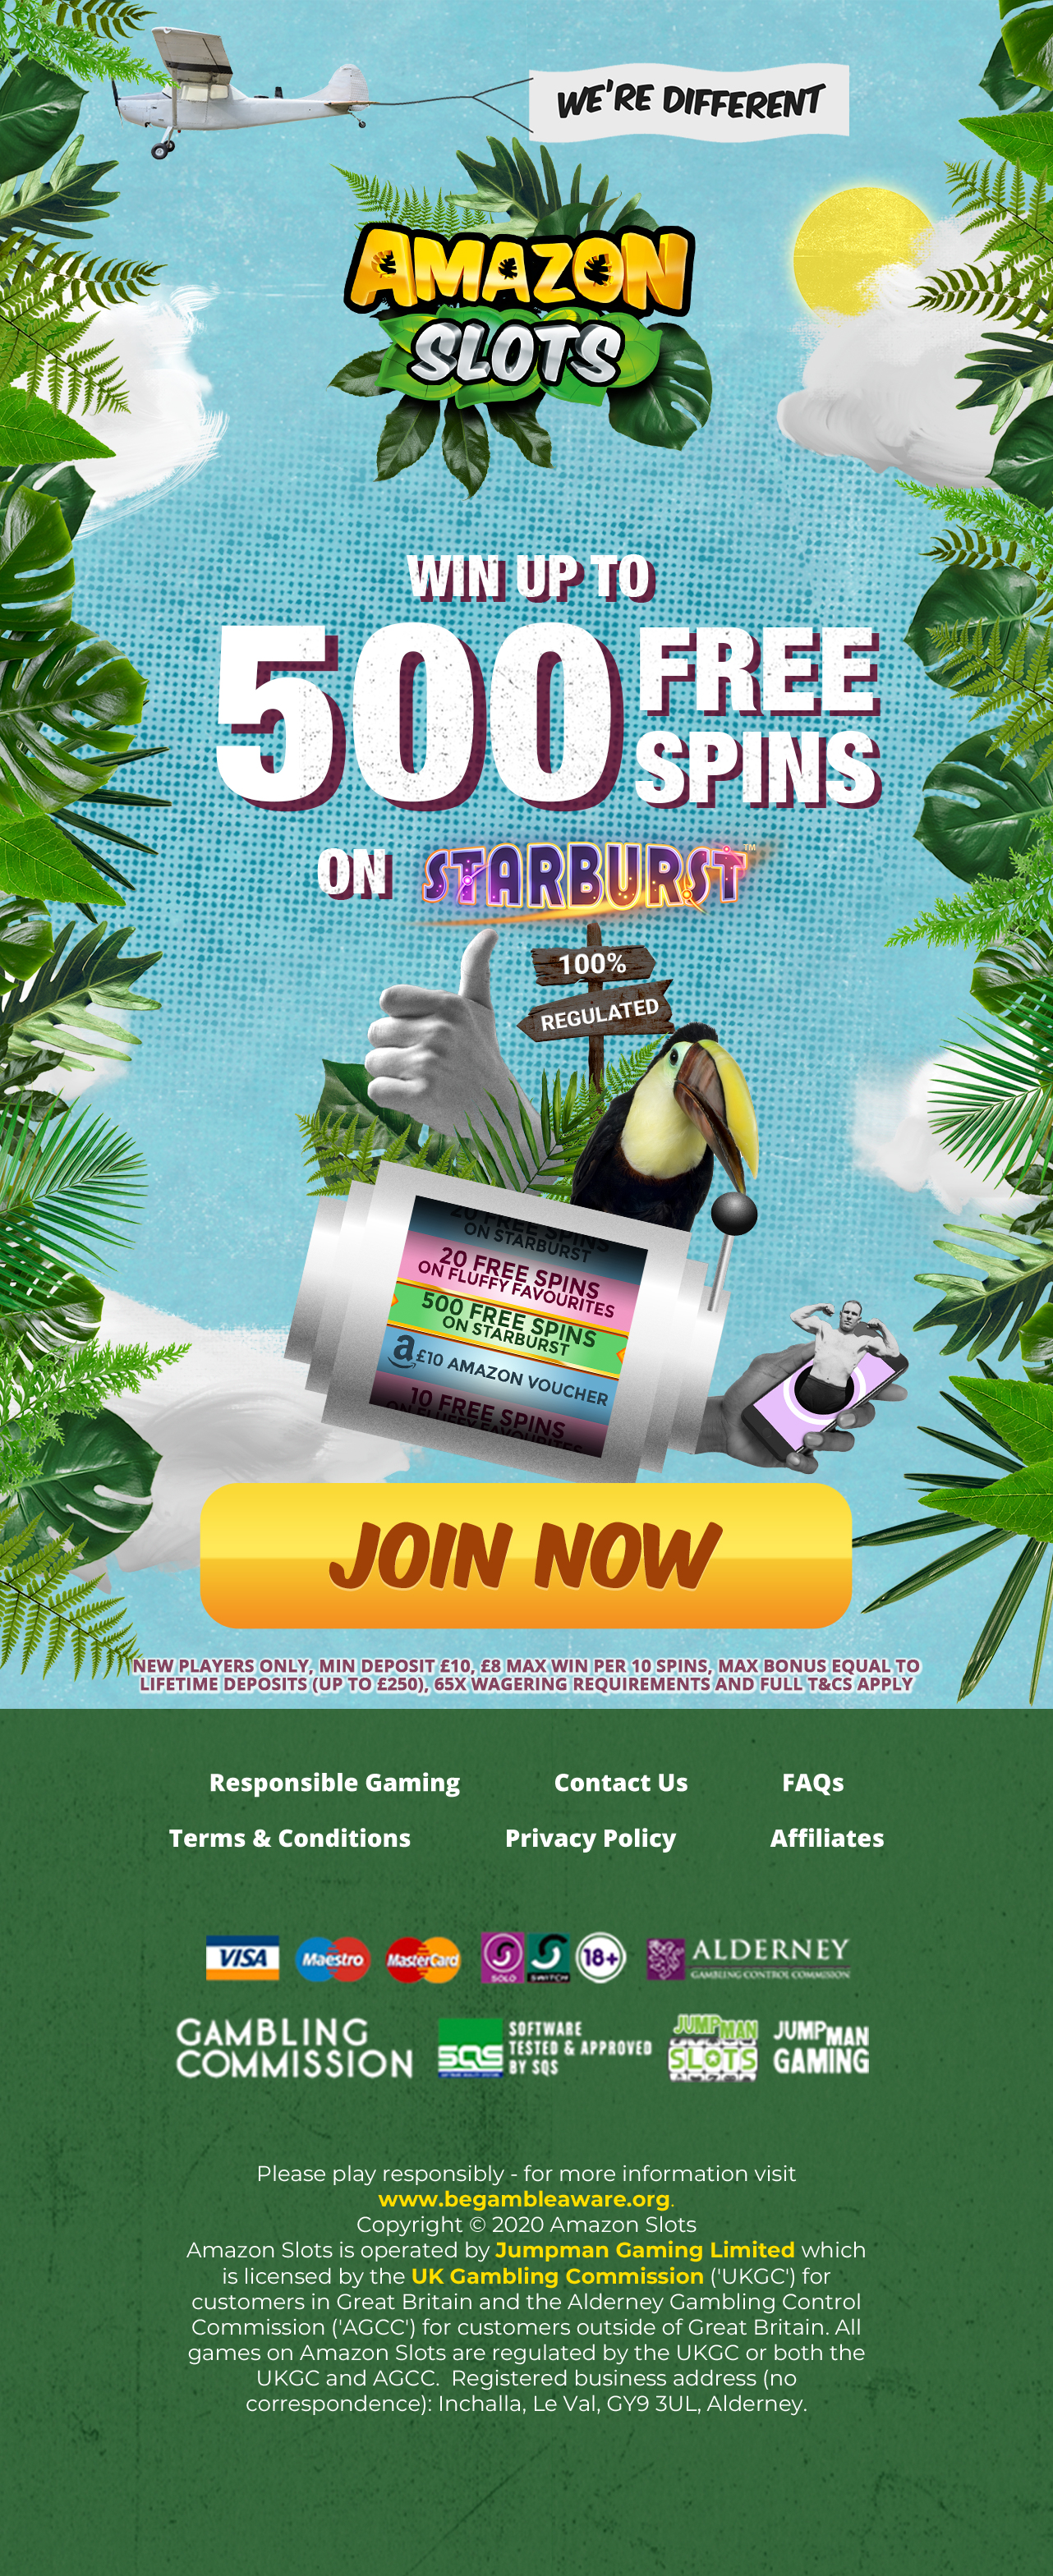 WE'RE DIFFERENT
AMAZON
SLOTS
WIN UP TO
500 FREE
SPINS
ON STARBURST™
100%
REGULATED
20 FREE SPINS
ON STARBURST
20 FREE SPINS
ON FLUFFY FAVOURITES
500 FREE SPINS
ON STARBURST
a £10 AMAZON VOUCHER
10 FREE SPINS
ON FLUFFY FAVOURITES
JOIN NOW
NEW PLAYERS ONLY, MIN DEPOSIT £10, £8 MAX WIN PER 10 SPINS, MAX BONUS EQUAL TO
LIFETIME DEPOSITS (UP TO £250), 65X WAGERING REQUIREMENTS AND FULL T&CS APPLY
Responsible Gaming Contact Us FAQs
Terms & Conditions Privacy Policy Affiliates
VISA Maestro MasterCard SOLO SWITCH 18+ ALDERNEY
GAMBLING CONTROL COMMISSION
GAMBLING
COMMISSION
SQS
SOFTWARE
TESTED & APPROVED
BY SQS
JUMPMAN
SLOTS
JUMPMAN
GAMING
Please play responsibly - for more information visit
www.begambleaware.org.
Copyright © 2020 Amazon Slots
Amazon Slots is operated by Jumpman Gaming Limited which
is licensed by the UK Gambling Commission ('UKGC') for
customers in Great Britain and the Alderney Gambling Control
Commission ('AGCC') for customers outside of Great Britain. All
games on Amazon Slots are regulated by the UKGC or both the
UKGC and AGCC.  Registered business address (no
correspondence): Inchalla, Le Val, GY9 3UL, Alderney.